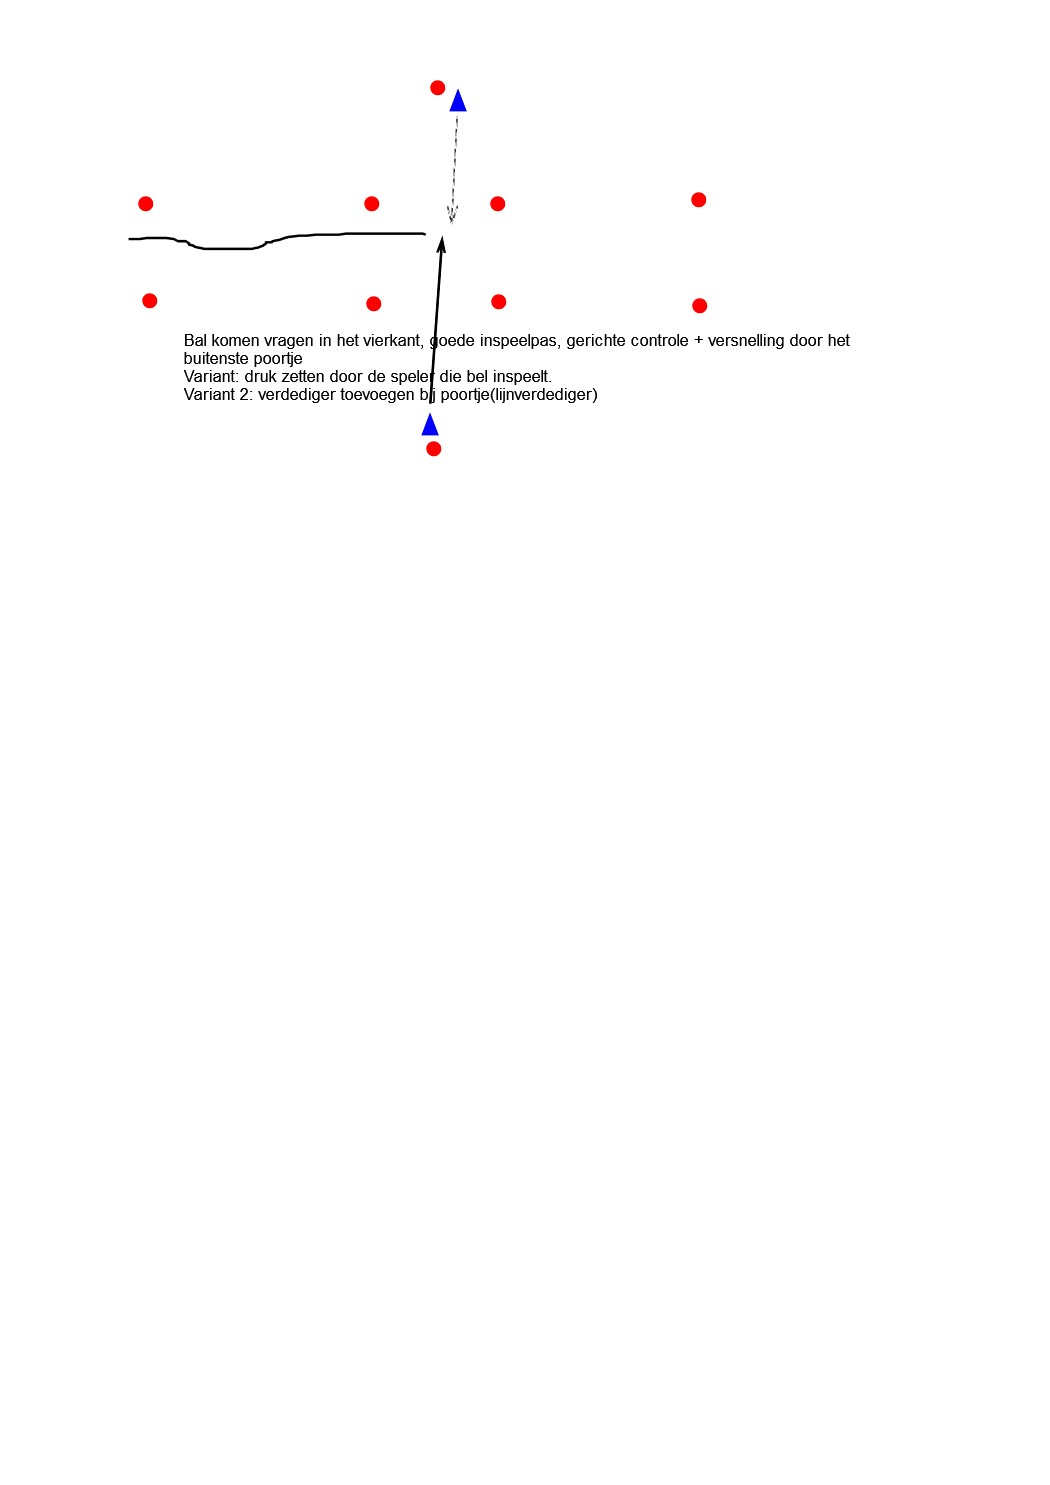 Bal komen vragen in het vierkant, goede inspeelpas, gerichte controle + versnelling door het
buitenste poortje
Variant: druk zetten door de speler die bel inspeelt.
Variant 2: verdediger toevoegen bij poortje(lijnverdediger)